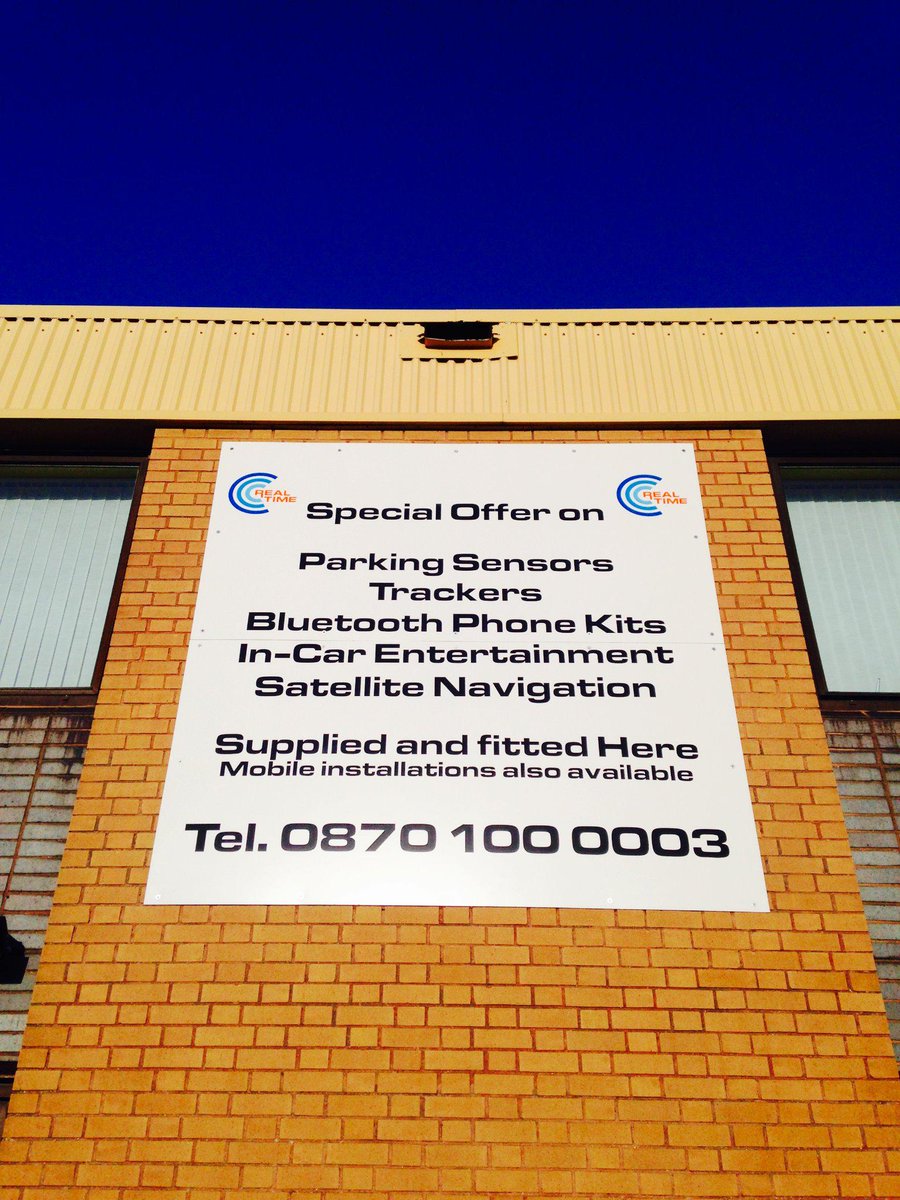 REAL TIME
REAL TIME
Special Offer on
Parking Sensors
Trackers
Bluetooth Phone Kits
In-Car Entertainment
Satellite Navigation
Supplied and fitted Here
Mobile installations also available
Tel. 0870 100 0003